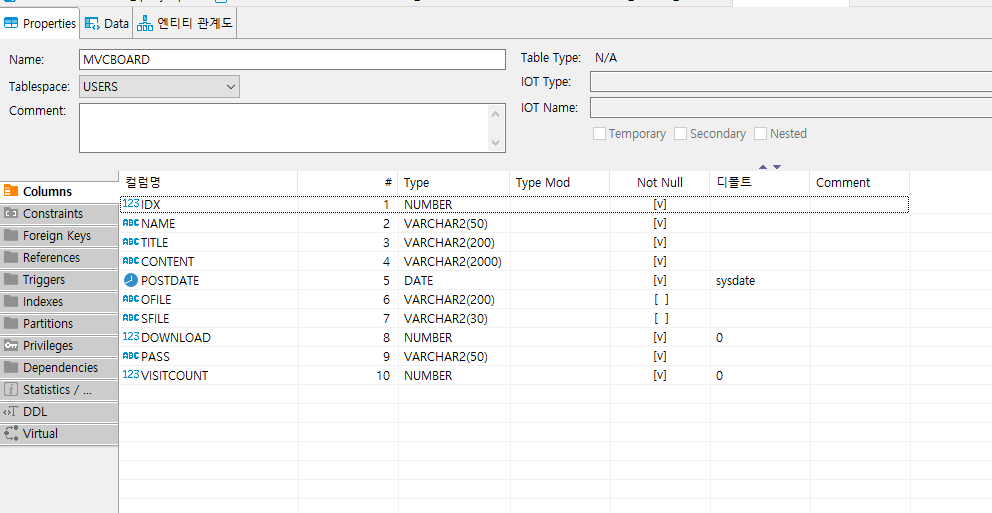 Properties Data 엔티티 관계도
Name: MVCBOARD
Tablespace: USERS
Comment:
Table Type: N/A
IOT Type:
IOT Name:
Temporary Secondary Nested
Columns
Constraints
Foreign Keys
References
Triggers
Indexes
Partitions
Privileges
Dependencies
Statistics / ...
DDL
Virtual
컬럼명 # Type Type Mod Not Null 디폴트 Comment
123 IDX 1 NUMBER [v]
ABC NAME 2 VARCHAR2(50) [v]
ABC TITLE 3 VARCHAR2(200) [v]
ABC CONTENT 4 VARCHAR2(2000) [v]
POSTDATE 5 DATE [v] sysdate
ABC OFILE 6 VARCHAR2(200) [ ]
ABC SFILE 7 VARCHAR2(30) [ ]
123 DOWNLOAD 8 NUMBER [v] 0
ABC PASS 9 VARCHAR2(50) [v]
123 VISITCOUNT 10 NUMBER [v] 0